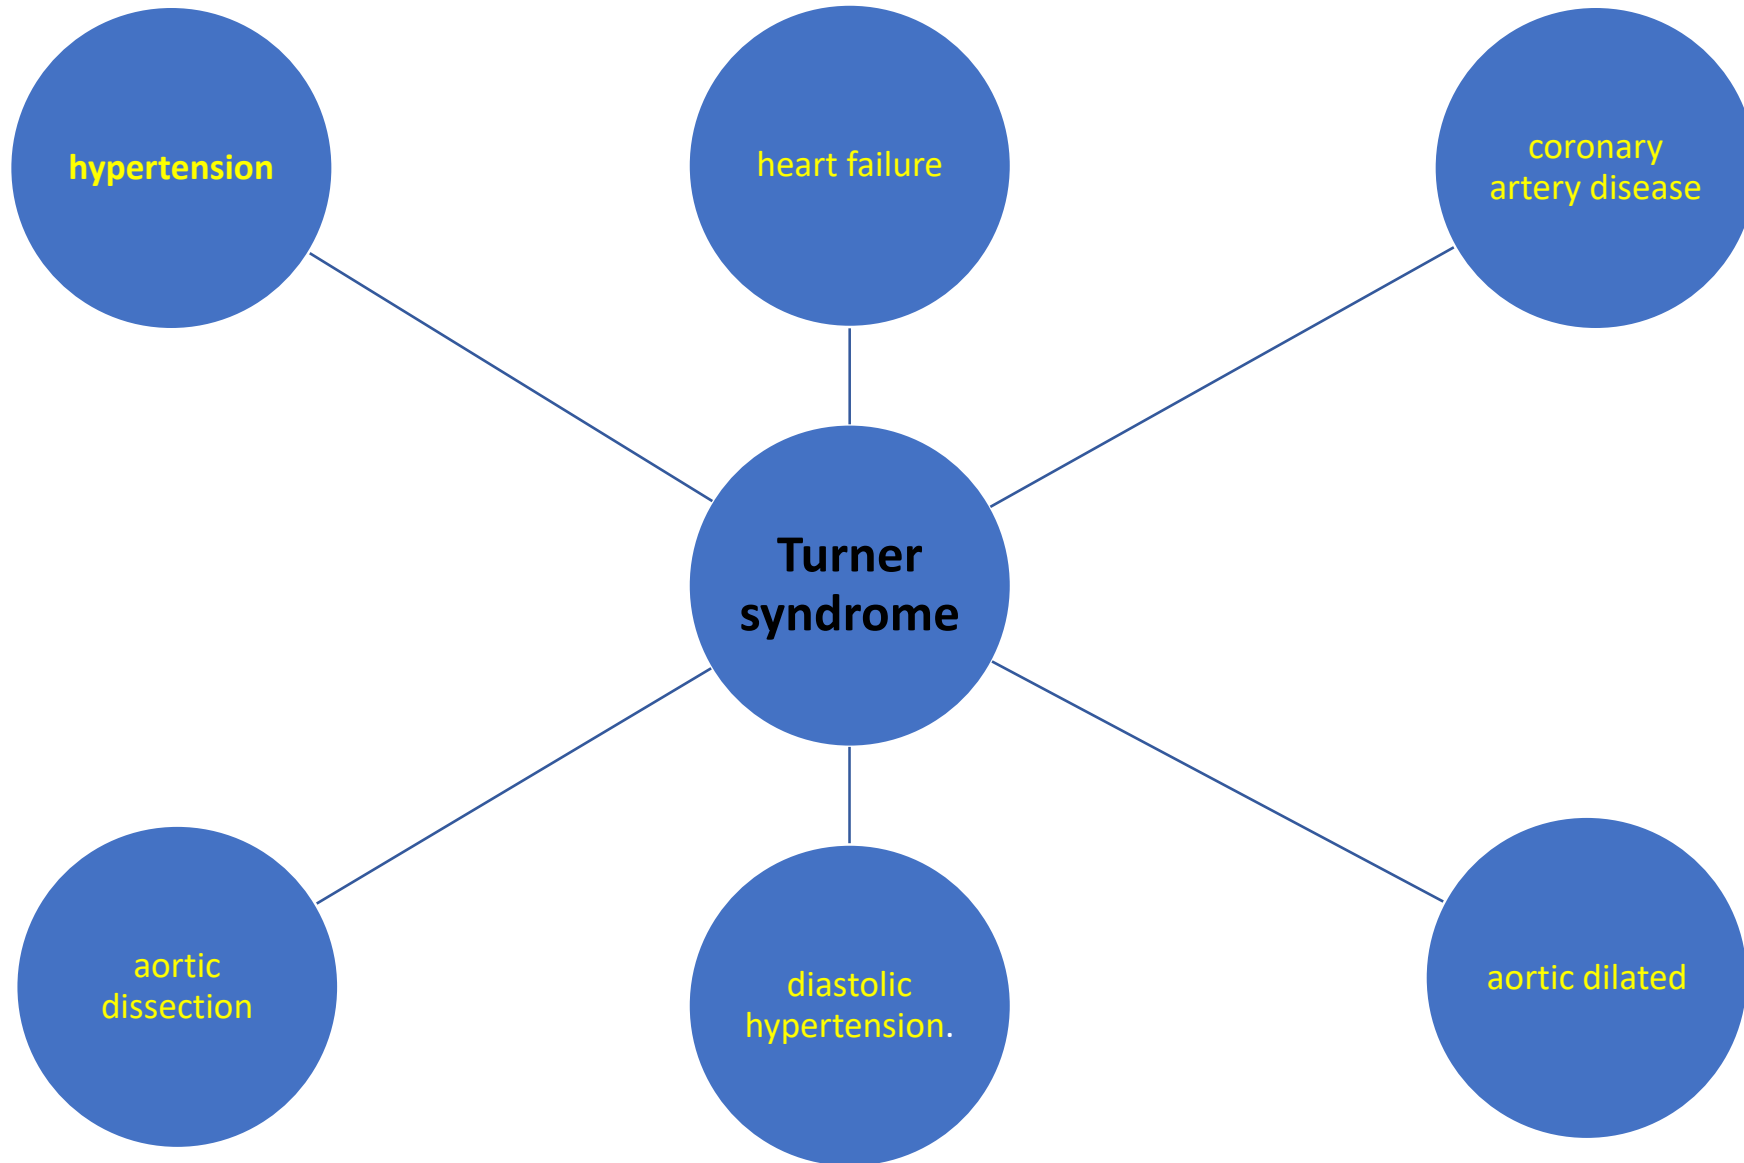 hypertension
heart failure
coronary
artery disease
Turner
syndrome
aortic
dissection
diastolic
hypertension.
aortic dilated